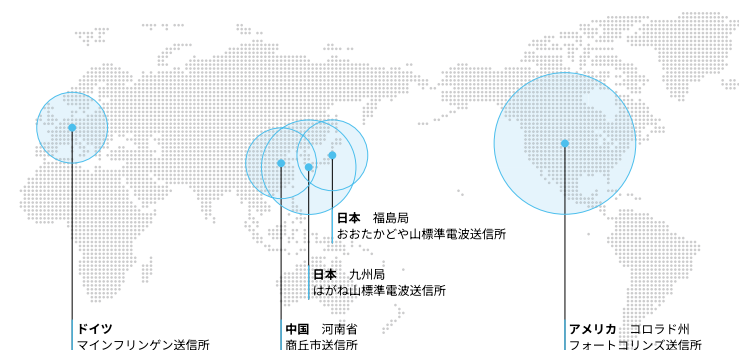 日本　福島局
おおたかどや山標準電波送信所
日本　九州局
はがね山標準電波送信所
ドイツ
マインフリンゲン送信所
中国　河南省
商丘市送信所
アメリカ　コロラド州
フォートコリンズ送信所